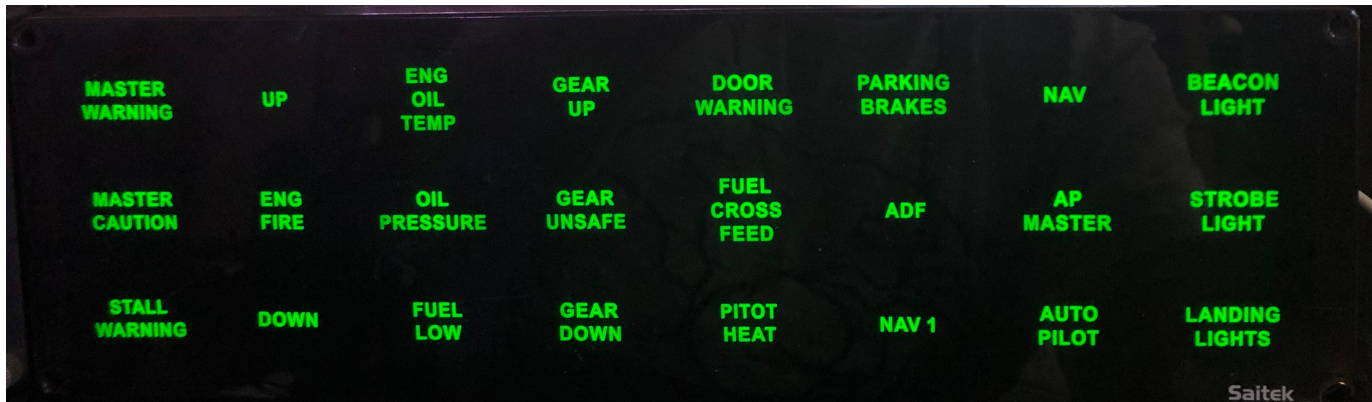 MASTER
WARNING
UP
ENG
OIL
TEMP
GEAR
UP
DOOR
WARNING
PARKING
BRAKES
NAV
BEACON
LIGHT
MASTER
CAUTION
ENG
FIRE
OIL
PRESSURE
GEAR
UNSAFE
FUEL
CROSS
FEED
ADF
AP
MASTER
STROBE
LIGHT
STALL
WARNING
DOWN
FUEL
LOW
GEAR
DOWN
PITOT
HEAT
NAV 1
AUTO
PILOT
LANDING
LIGHTS
Saitek